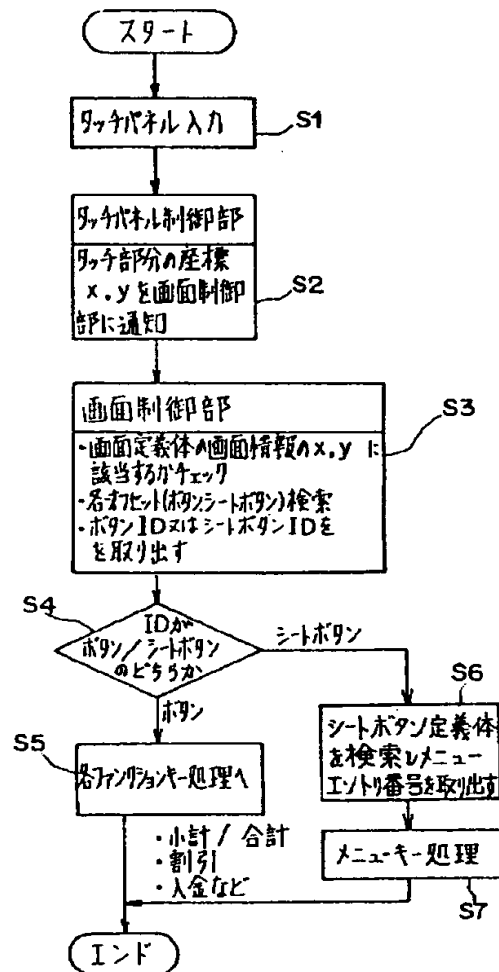 スタート
タッチパネル入力
S1
タッチパネル制御部
タッチ部分の座標
x.yを画面制御
部に通知
S2
画面制御部
・画面定義体の画面情報のx.yに
該当するかチェック
・各オフセット(ボタンシートボタン)検索
・ボタンID又はシートボタンIDを
を取り出す
S3
S4
IDが
ボタン/シートボタン
のどちらか
シートボタン
ボタン
S5
各ファンクションキー処理へ
S6
シートボタン定義体
を検索しメニュー
エントリ番号を取り出す
・小計/合計
・割引
・入金など
メニューキー処理
S7
エンド